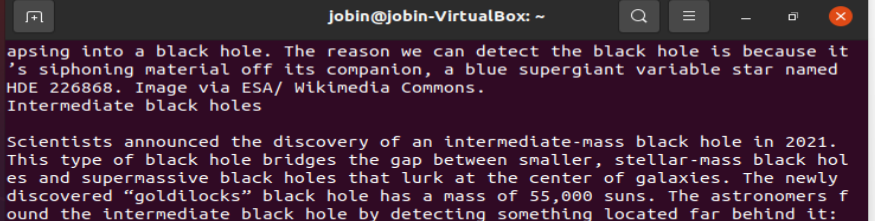 jobin@jobin-VirtualBox: ~
apsing into a black hole. The reason we can detect the black hole is because it
’s siphoning material off its companion, a blue supergiant variable star named
HDE 226868. Image via ESA/ Wikimedia Commons.
Intermediate black holes
Scientists announced the discovery of an intermediate-mass black hole in 2021.
This type of black hole bridges the gap between smaller, stellar-mass black hol
es and supermassive black holes that lurk at the center of galaxies. The newly
discovered “goldilocks” black hole has a mass of 55,000 suns. The astronomers f
ound the intermediate black hole by detecting something located far behind it: